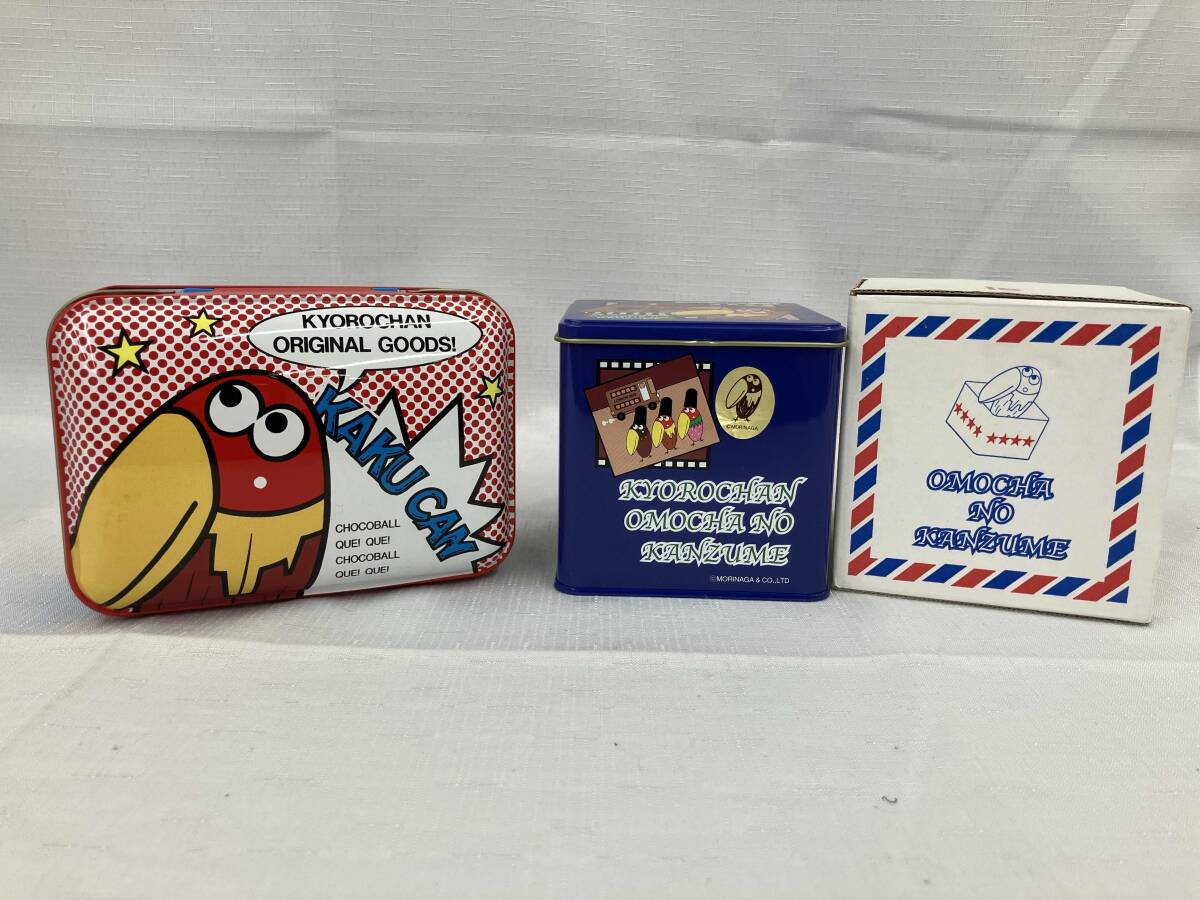 KYOROCHAN
ORIGINAL GOODS!
KAKU CAN
CHOCOBALL
QUE! QUE!
CHOCOBALL
QUE! QUE!
©MORINAGA
KYOROCHAN
OMOCHA NO
KANZUME
©MORINAGA & CO.,LTD
OMOCHA
NO
KANZUME